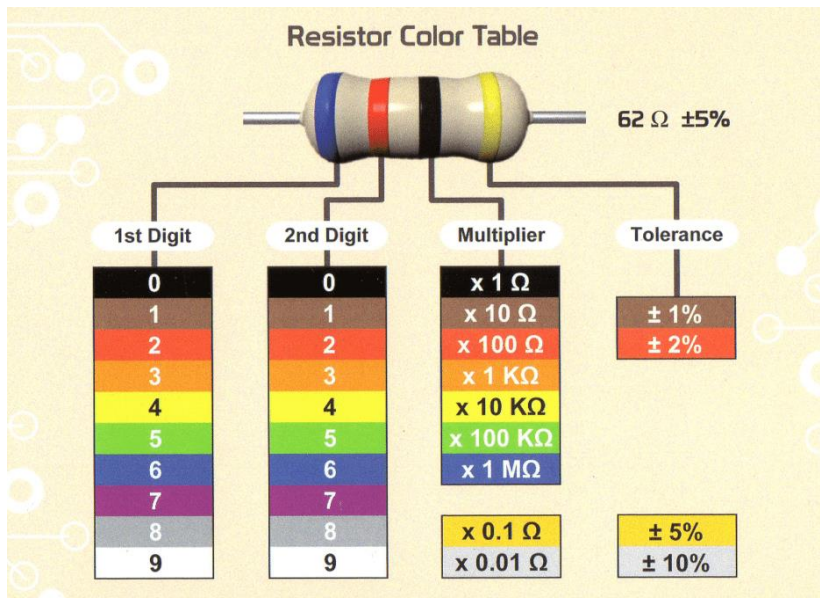 Resistor Color Table
62 Ω ±5%
1st Digit
2nd Digit
Multiplier
Tolerance
0 0 x 1 Ω
1 1 x 10 Ω ± 1%
2 2 x 100 Ω ± 2%
3 3 x 1 KΩ
4 4 x 10 KΩ
5 5 x 100 KΩ
6 6 x 1 MΩ
7 7
8 8 x 0.1 Ω ± 5%
9 9 x 0.01 Ω ± 10%